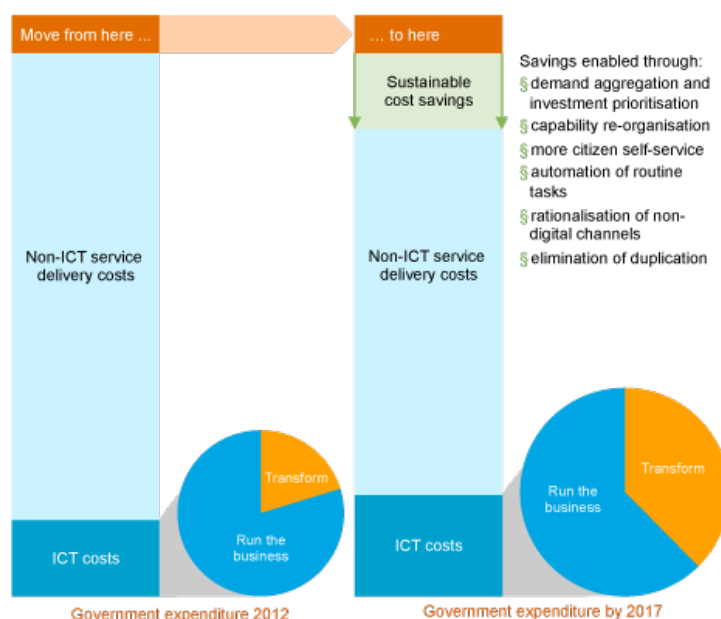 Move from here ...
... to here
Sustainable
cost savings
Savings enabled through:
§ demand aggregation and
investment prioritisation
§ capability re-organisation
§ more citizen self-service
§ automation of routine
tasks
§ rationalisation of non-
digital channels
§ elimination of duplication
Non-ICT service
delivery costs
Non-ICT service
delivery costs
Transform
Run the
business
Transform
Run the
business
ICT costs
ICT costs
Government expenditure 2012
Government expenditure by 2017